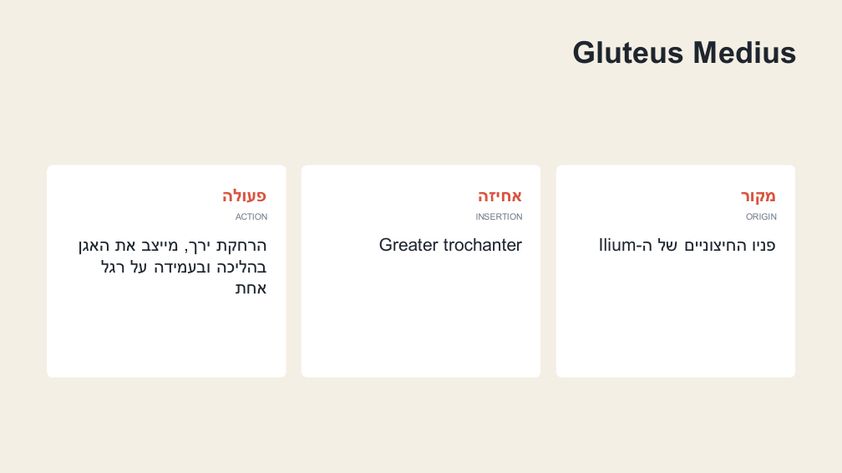 Gluteus Medius
מקור
ORIGIN
פניו החיצוניים של ה-Ilium
אחיזה
INSERTION
Greater trochanter
פעולה
ACTION
הרחקת ירך, מייצב את האגן
בהליכה ובעמידה על רגל
אחת